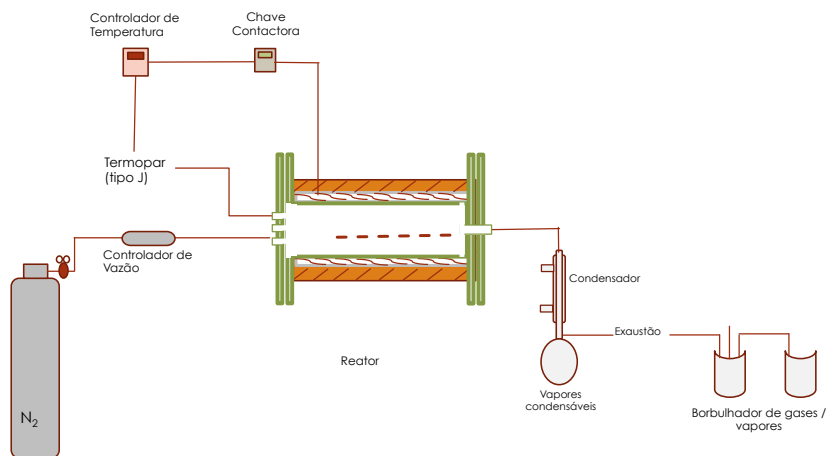 Controlador de
Temperatura
Chave
Contactora
Termopar
(tipo J)
Controlador de
Vazão
N2
Reator
Condensador
Exaustão
Vapores
condensáveis
Borbulhador de gases /
vapores